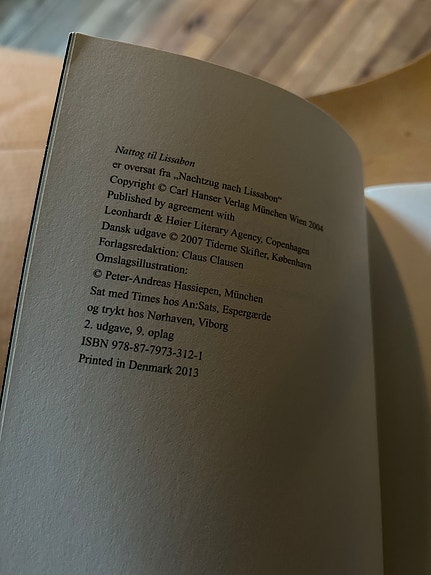 Nattog til Lissabon
er oversat fra „Nachtzug nach Lissabon“
Copyright © Carl Hanser Verlag München Wien 2004
Published by agreement with
Leonhardt & Høier Literary Agency, Copenhagen
Dansk udgave © 2007 Tiderne Skifter, København
Forlagsredaktion: Claus Clausen
Omslagsillustration:
© Peter-Andreas Hassiepen, München
Sat med Times hos An:Sats, Espergærde
og trykt hos Nørhaven, Viborg
2. udgave, 9. oplag
ISBN 978-87-7973-312-1
Printed in Denmark 2013